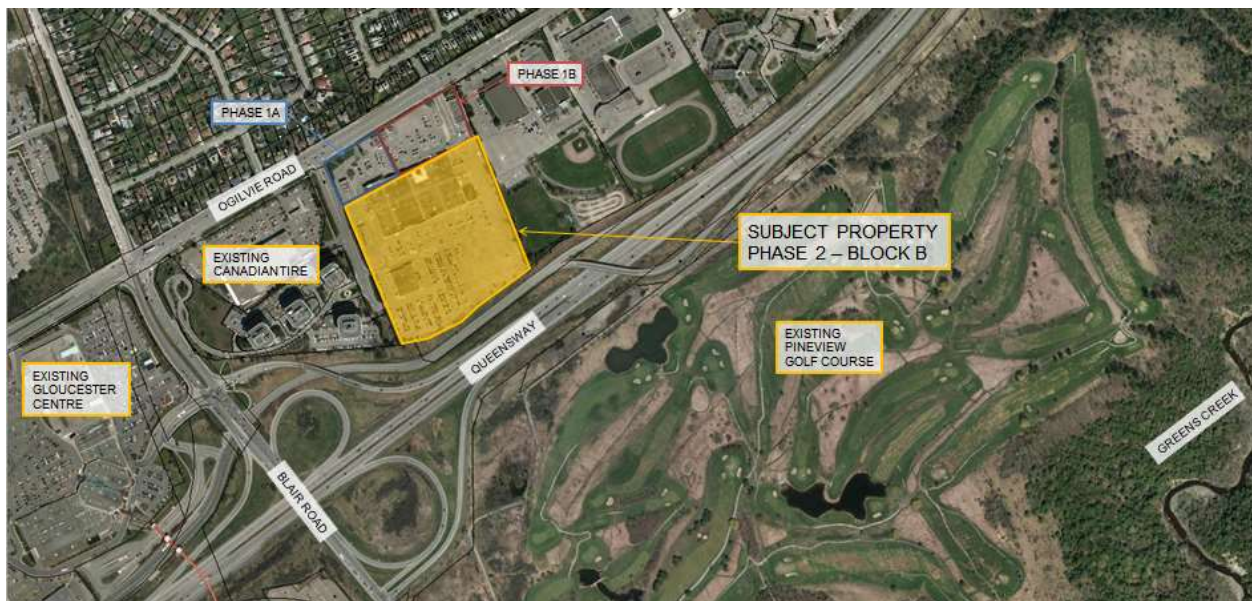 PHASE 1B
PHASE 1A
OGILVIE ROAD
SUBJECT PROPERTY
PHASE 2 – BLOCK B
EXISTING
CANADIANTIRE
QUEENSWAY
EXISTING
PINEVIEW
GOLF COURSE
EXISTING
GLOUCESTER
CENTRE
GREENS CREEK
BLAIR ROAD